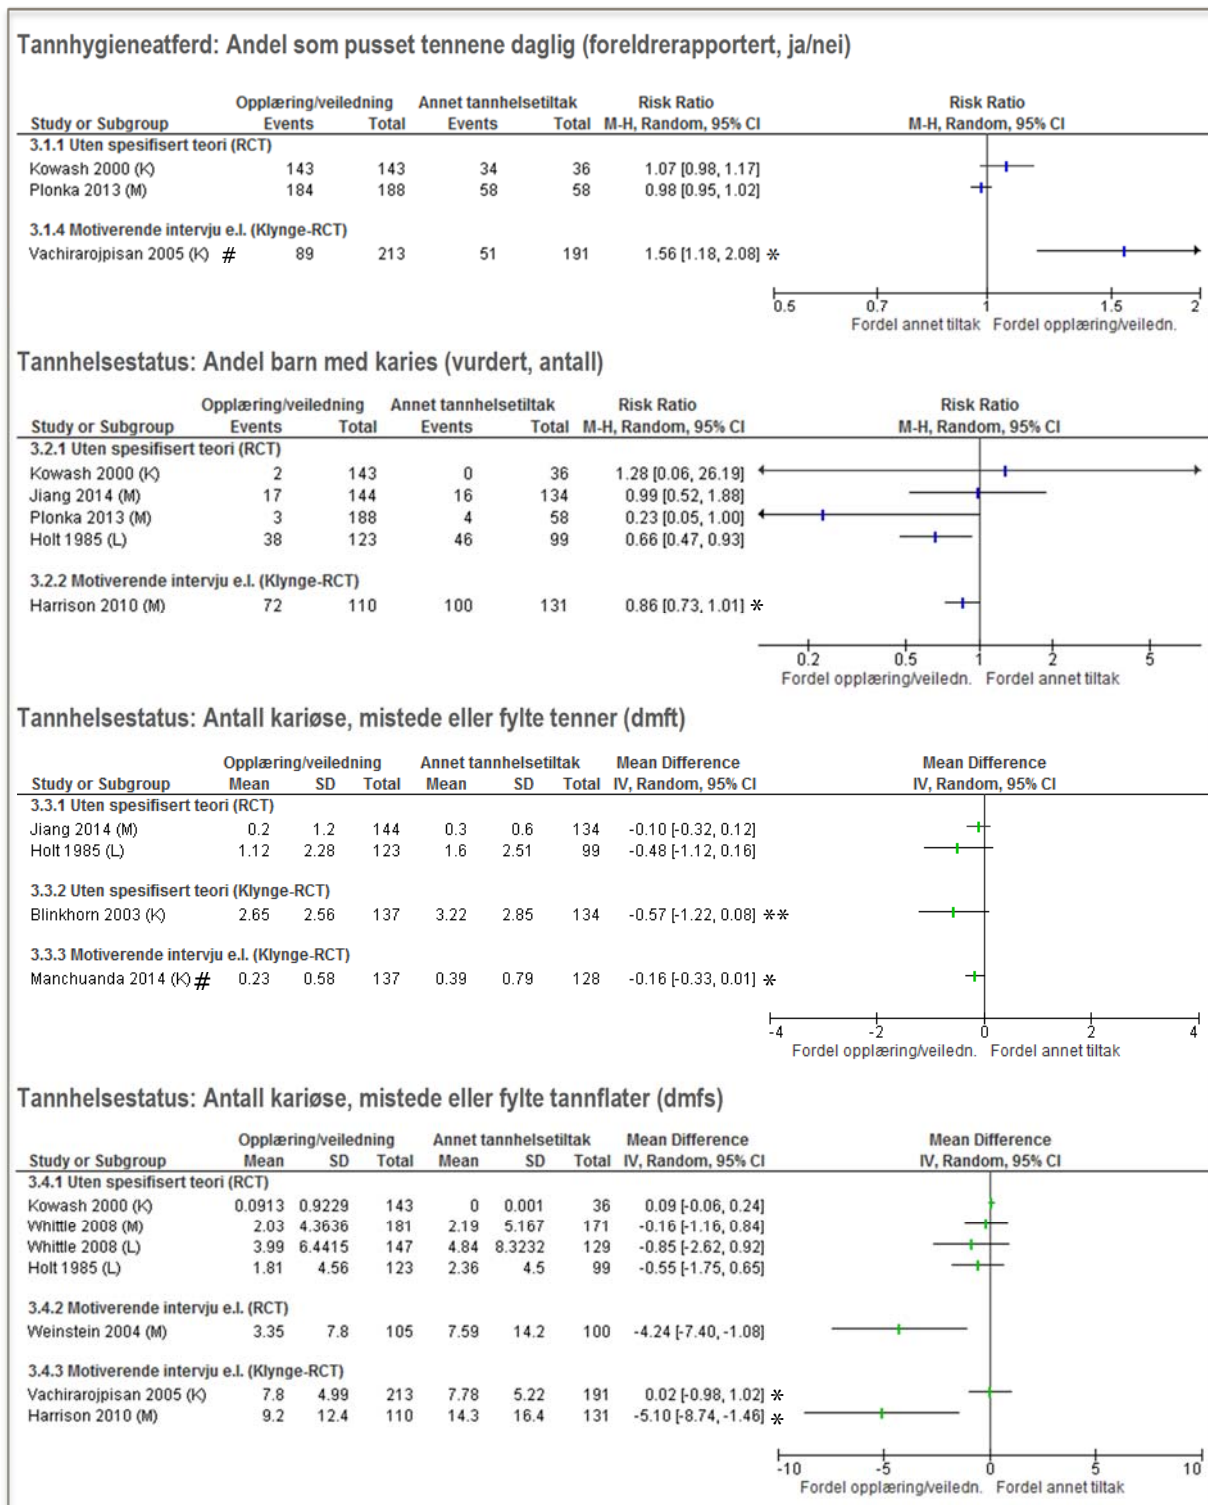 Tannhygieneatferd: Andel som pusset tennene daglig (foreldrerapportert, ja/nei)
Opplæring/veiledning Annet tannhelsetiltak Risk Ratio Risk Ratio
Study or Subgroup Events Total Events Total M-H, Random, 95% CI M-H, Random, 95% CI
3.1.1 Uten spesifisert teori (RCT)
Kowash 2000 (K) 143 143 34 36 1.07 [0.98, 1.17]
Plonka 2013 (M) 184 188 58 58 0.98 [0.95, 1.02]
3.1.4 Motiverende intervju e.l. (Klynge-RCT)
Vachirarojpisan 2005 (K) # 89 213 51 191 1.56 [1.18, 2.08] *
0.5 0.7 1 1.5 2
Fordel annet tiltak Fordel opplæring/veiledn.
Tannhelsestatus: Andel barn med karies (vurdert, antall)
Opplæring/veiledning Annet tannhelsetiltak Risk Ratio Risk Ratio
Study or Subgroup Events Total Events Total M-H, Random, 95% CI M-H, Random, 95% CI
3.2.1 Uten spesifisert teori (RCT)
Kowash 2000 (K) 2 143 0 36 1.28 [0.06, 26.19]
Jiang 2014 (M) 17 144 16 134 0.99 [0.52, 1.88]
Plonka 2013 (M) 3 188 4 58 0.23 [0.05, 1.00]
Holt 1985 (L) 38 123 46 99 0.66 [0.47, 0.93]
3.2.2 Motiverende intervju e.l. (Klynge-RCT)
Harrison 2010 (M) 72 110 100 131 0.86 [0.73, 1.01] *
0.2 0.5 1 2 5
Fordel opplæring/veiledn. Fordel annet tiltak
Tannhelsestatus: Antall kariøse, mistede eller fylte tenner (dmft)
Opplæring/veiledning Annet tannhelsetiltak Mean Difference Mean Difference
Study or Subgroup Mean SD Total Mean SD Total IV, Random, 95% CI IV, Random, 95% CI
3.3.1 Uten spesifisert teori (RCT)
Jiang 2014 (M) 0.2 1.2 144 0.3 0.6 134 -0.10 [-0.32, 0.12]
Holt 1985 (L) 1.12 2.28 123 1.6 2.51 99 -0.48 [-1.12, 0.16]
3.3.2 Uten spesifisert teori (Klynge-RCT)
Blinkhorn 2003 (K) 2.65 2.56 137 3.22 2.85 134 -0.57 [-1.22, 0.08] **
3.3.3 Motiverende intervju e.l. (Klynge-RCT)
Manchuanda 2014 (K) # 0.23 0.58 137 0.39 0.79 128 -0.16 [-0.33, 0.01] *
-4 -2 0 2 4
Fordel opplæring/veiledn. Fordel annet tiltak
Tannhelsestatus: Antall kariøse, mistede eller fylte tannflater (dmfs)
Opplæring/veiledning Annet tannhelsetiltak Mean Difference Mean Difference
Study or Subgroup Mean SD Total Mean SD Total IV, Random, 95% CI IV, Random, 95% CI
3.4.1 Uten spesifisert teori (RCT)
Kowash 2000 (K) 0.0913 0.9229 143 0 0.001 36 0.09 [-0.06, 0.24]
Whittle 2008 (M) 2.03 4.3636 181 2.19 5.167 171 -0.16 [-1.16, 0.84]
Whittle 2008 (L) 3.99 6.4415 147 4.84 8.3232 129 -0.85 [-2.62, 0.92]
Holt 1985 (L) 1.81 4.56 123 2.36 4.5 99 -0.55 [-1.75, 0.65]
3.4.2 Motiverende intervju e.l. (RCT)
Weinstein 2004 (M) 3.35 7.8 105 7.59 14.2 100 -4.24 [-7.40, -1.08]
3.4.3 Motiverende intervju e.l. (Klynge-RCT)
Vachirarojpisan 2005 (K) 7.8 4.99 213 7.78 5.22 191 0.02 [-0.98, 1.02] *
Harrison 2010 (M) 9.2 12.4 110 14.3 16.4 131 -5.10 [-8.74, -1.46] *
-10 -5 0 5 10
Fordel opplæring/veiledn. Fordel annet tiltak